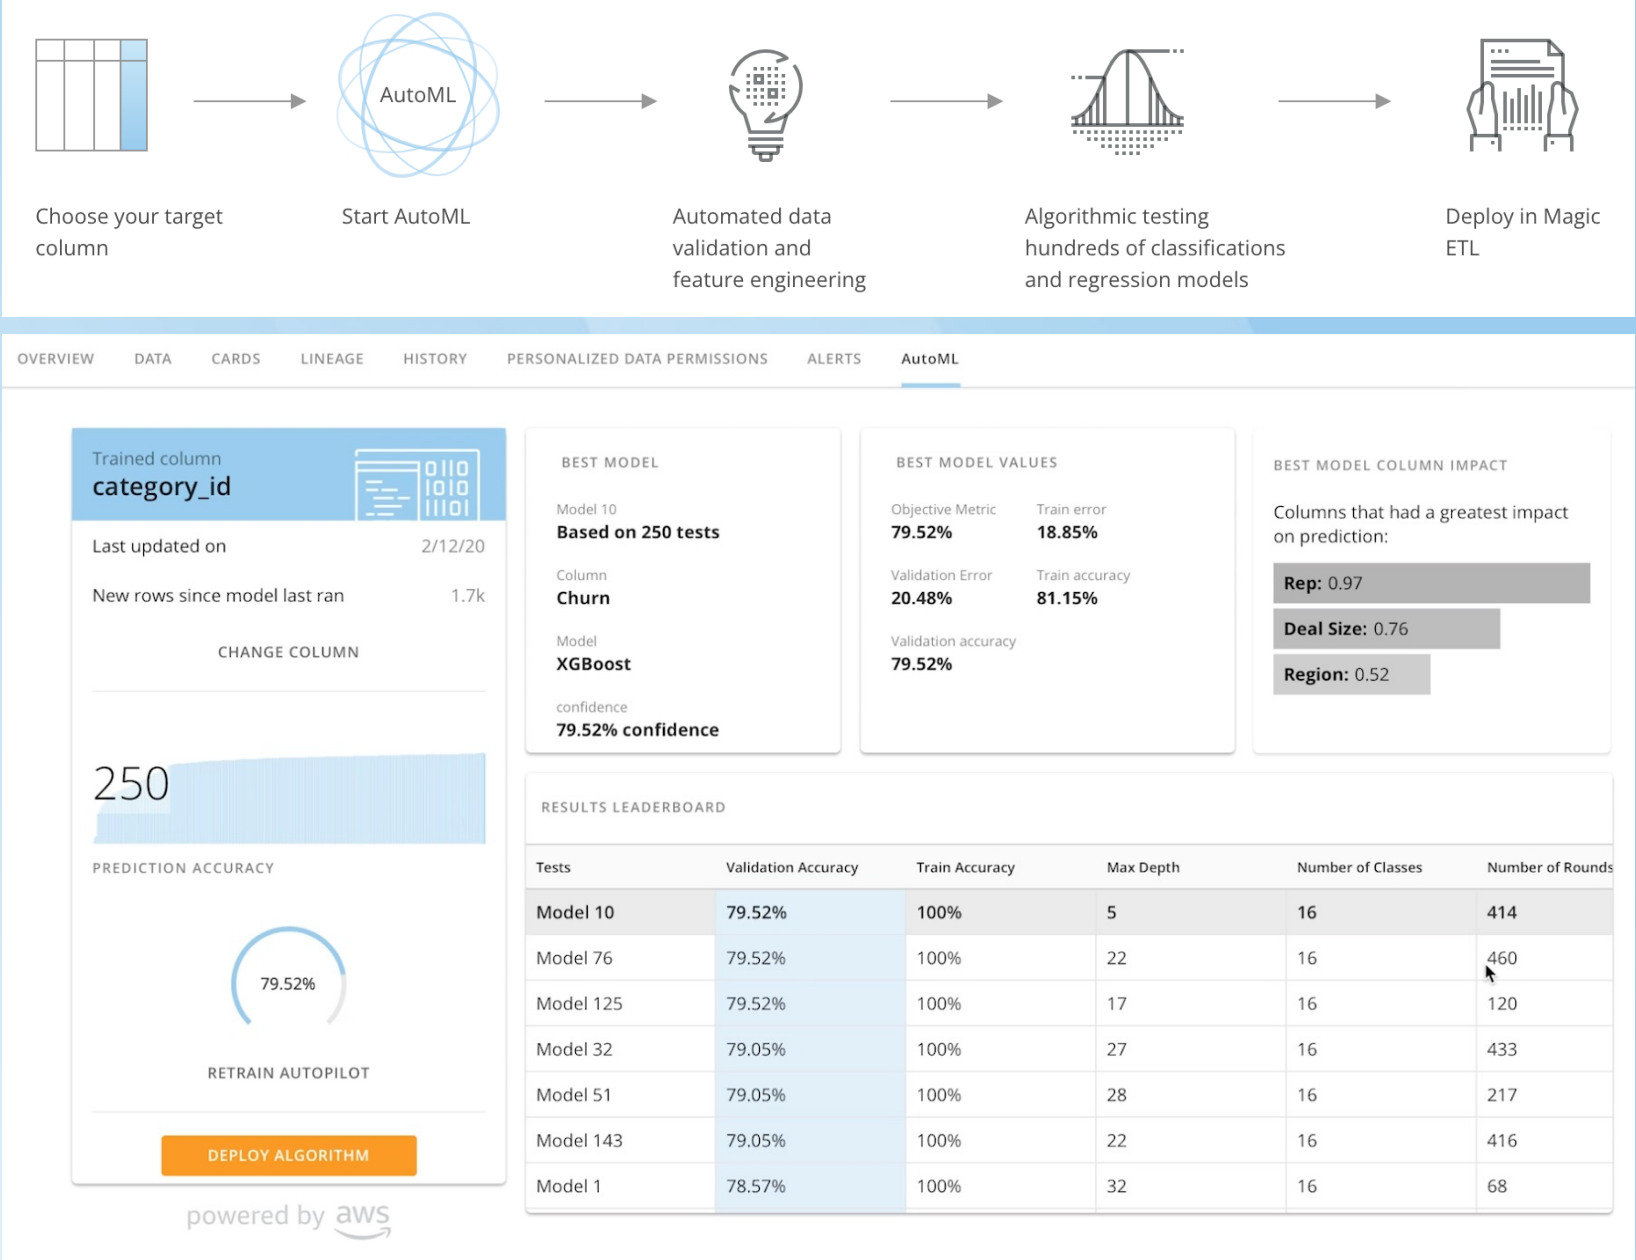 AutoML
Choose your target
column
Start AutoML
Automated data
validation and
feature engineering
Algorithmic testing
hundreds of classifications
and regression models
Deploy in Magic
ETL
OVERVIEW DATA CARDS LINEAGE HISTORY PERSONALIZED DATA PERMISSIONS ALERTS AutoML
Trained column
category_id
0110
1010
11101
Last updated on 2/12/20
New rows since model last ran 1.7k
CHANGE COLUMN
250
PREDICTION ACCURACY
79.52%
RETRAIN AUTOPILOT
DEPLOY ALGORITHM
powered by aws
BEST MODEL
Model 10
Based on 250 tests
Column
Churn
Model
XGBoost
confidence
79.52% confidence
BEST MODEL VALUES
Objective Metric Train error
79.52% 18.85%
Validation Error Train accuracy
20.48% 81.15%
Validation accuracy
79.52%
BEST MODEL COLUMN IMPACT
Columns that had a greatest impact
on prediction:
Rep: 0.97
Deal Size: 0.76
Region: 0.52
RESULTS LEADERBOARD
Tests Validation Accuracy Train Accuracy Max Depth Number of Classes Number of Rounds
Model 10 79.52% 100% 5 16 414
Model 76 79.52% 100% 22 16 460
Model 125 79.52% 100% 17 16 120
Model 32 79.05% 100% 27 16 433
Model 51 79.05% 100% 28 16 217
Model 143 79.05% 100% 22 16 416
Model 1 78.57% 100% 32 16 68